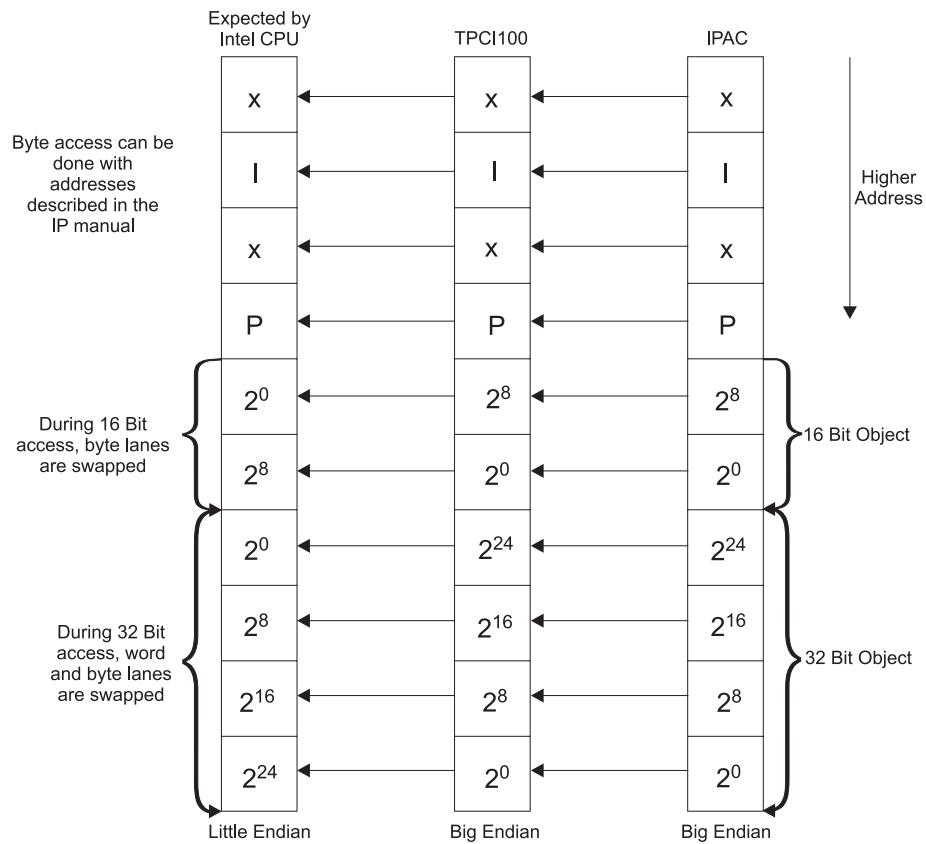 Expected by
Intel CPU
TPCI100
IPAC
x x x
Byte access can be
done with
addresses
described in the
IP manual
I I I
Higher
Address
x x x
P P P
2⁰ 2⁸ 2⁸
During 16 Bit
access, byte lanes
are swapped
16 Bit Object
2⁸ 2⁰ 2⁰
2⁰ 2²⁴ 2²⁴
2⁸ 2¹⁶ 2¹⁶
During 32 Bit
access, word
and byte lanes
are swapped
32 Bit Object
2¹⁶ 2⁸ 2⁸
2²⁴ 2⁰ 2⁰
Little Endian
Big Endian
Big Endian